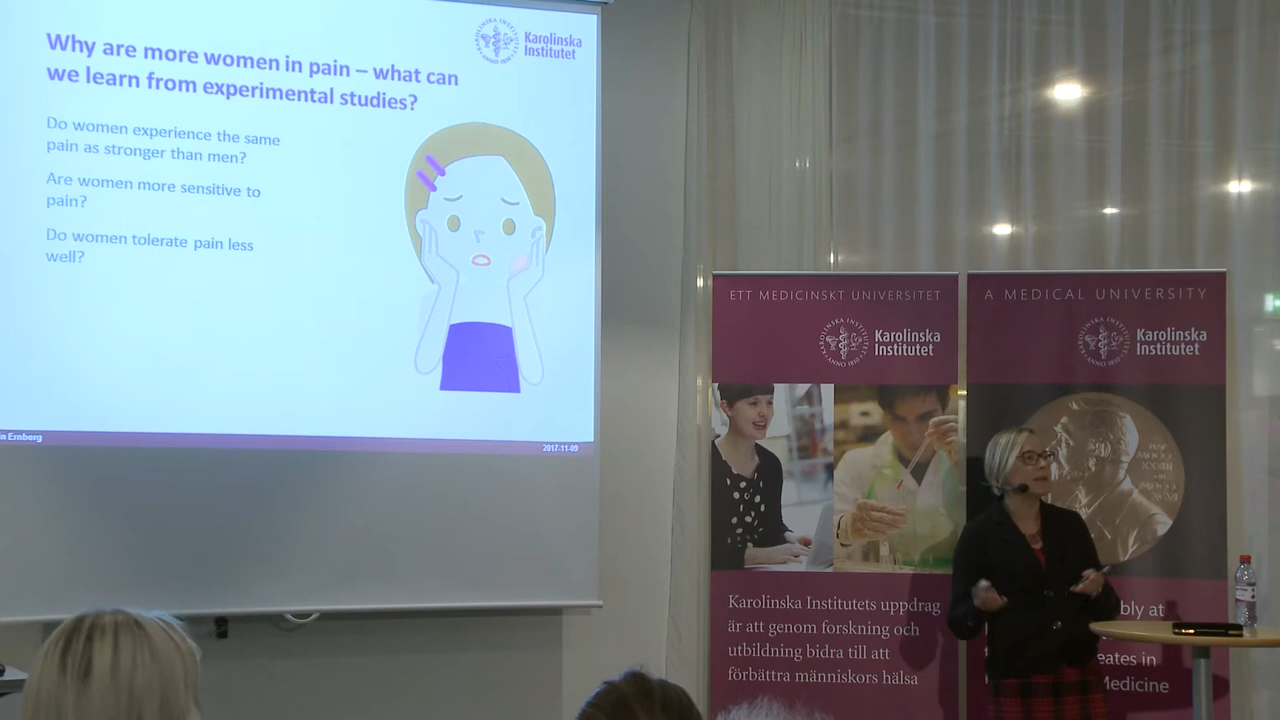 Why are more women in pain – what can
we learn from experimental studies?
Karolinska
Institutet
Do women experience the same
pain as stronger than men?
Are women more sensitive to
pain?
Do women tolerate pain less
well?
Ernberg
2017-11-09
ETT MEDICINSKT UNIVERSITET
Karolinska
Institutet
Karolinska Institutets uppdrag
är att genom forskning och
utbildning bidra till att
förbättra människors hälsa
A MEDICAL UNIVERSITY
Karolinska
Institutet
at
in
Medicine